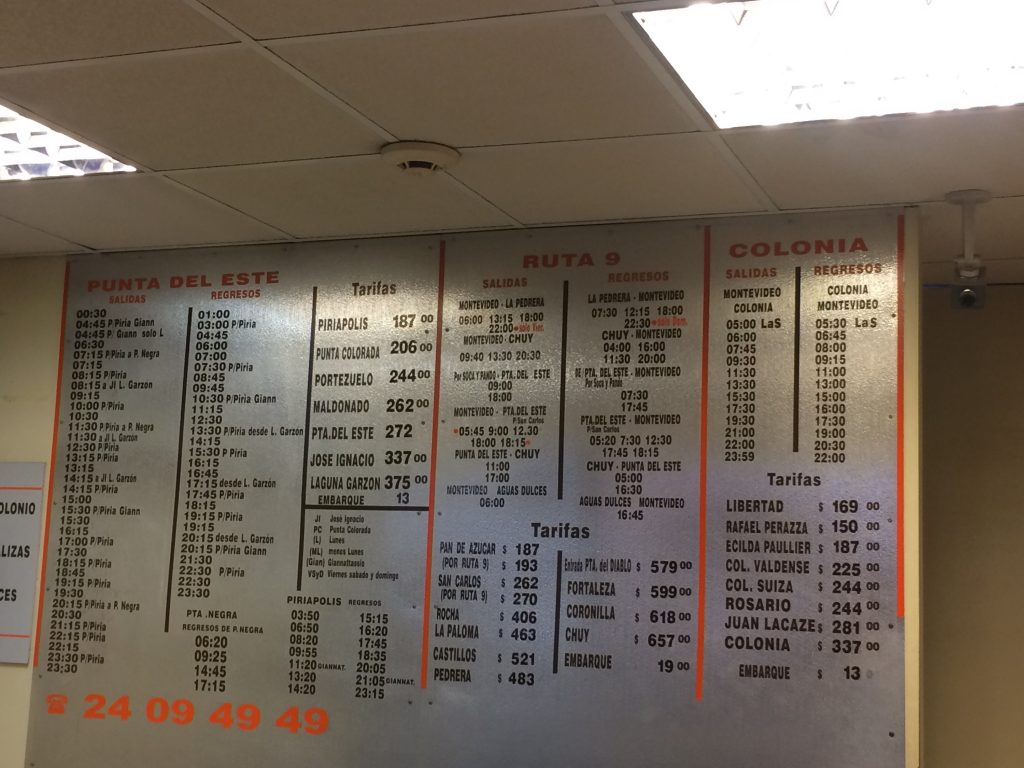 PUNTA DEL ESTE
SALIDAS
00:30
04:45 P/Piria Giann
04:45 P. Giann solo L
06:30
07:15 P/Piria a P. Negra
07:15
08:15 P/Piria
08:15 a JI L. Garzón
09:15
10:00 P/Piria
10:30
11:30 P/Piria a P. Negra
11:30 a JI L. Garzón
12:30 P/Piria
13:15 P/Piria
13:15
14:15 a JI L. Garzón
14:15 P/Piria
15:00
15:30 P/Piria Giann
15:30
16:15
17:00 P/Piria
17:30
18:15 P/Piria
18:45
19:15 P/Piria
19:30
20:15 P/Piria a P. Negra
20:30
21:15 P/Piria
22:15 P/Piria
22:15
23:30 P/Piria
23:30
REGRESOS
01:00
03:00 P/Piria
04:45
06:00
07:00
07:30 P/Piria
08:45
09:45
10:30 P/Piria Giann
11:15
12:30
13:30 P/Piria desde L. Garzón
14:15
15:30 P Piria
16:15
16:45
17:15 desde L. Garzón
17:45 P/Piria
18:15
19:15 P/Piria
19:15
20:15 desde L. Garzón
20:15 P/Piria Giann
21:30
22:30 P/Piria
22:30
23:30
PTA .NEGRA
REGRESOS DE P.NEGRA
06:20
09:25
14:45
17:15
Tarifas
PIRIAPOLIS 187 00
PUNTA COLORADA 206 00
PORTEZUELO 244 00
MALDONADO 262 00
PTA.DEL ESTE 272
JOSE IGNACIO 337 00
LAGUNA GARZON 375 00
EMBARQUE 13
JI José Ignacio
PC Punta Colorada
(L) Lunes
(ML) menos Lunes
(Gian) Giannattassio
VSyD Viernes sabado y domingo
PIRIAPOLIS REGRESOS
03:50 15:15
06:50 16:20
08:20 17:45
09:55 18:35
11:20 GIANNAT. 20:05
13:20 21:05 GIANNAT.
14:20 23:15
24 09 49 49
RUTA 9
SALIDAS
MONTEVIDEO - LA PEDRERA
06:00 13:15 18:00
22:00 solo Vier.
MONTEVIDEO - CHUY
09:40 13:30 20:30
Por SOCA Y PANDO - PTA. DEL ESTE
09:00
18:00
MONTEVIDEO - PTA.DEL ESTE
P/San Carlos
05:45 9:00 12.30
18:00 18:15
PUNTA DEL ESTE - CHUY
11:00
17:00
MONTEVIDEO AGUAS DULCES
06:00
REGRESOS
LA PEDRERA - MONTEVIDEO
07:30 12:15 18:00
22:30 solo Dom.
CHUY - MONTEVIDEO
04:00 16:00
11:30 20:00
DE PTA. DEL ESTE - MONTEVIDEO
Por Soca y Pando
07:30
17:45
PTA.DEL ESTE - MONTEVIDEO
P/San Carlos
05:20 7:30 12:30
17:45 18:15
CHUY - PUNTA DEL ESTE
05:00
16:30
AGUAS DULCES MONTEVIDEO
16:45
Tarifas
PAN DE AZUCAR $ 187
(POR RUTA 9) $ 193
SAN CARLOS $ 262
(POR RUTA 9) $ 270
ROCHA $ 406
LA PALOMA $ 463
CASTILLOS $ 521
PEDRERA $ 483
Entrada PTA. del DIABLO $ 579 00
FORTALEZA $ 599 00
CORONILLA $ 618 00
CHUY $ 657 00
EMBARQUE 19 00
COLONIA
SALIDAS
MONTEVIDEO
COLONIA
05:00 LaS
06:00
07:45
09:30
11:30
13:30
15:30
17:30
19:30
21:00
22:00
23:59
REGRESOS
COLONIA
MONTEVIDEO
05:30 LaS
06:45
08:00
09:15
11:00
13:00
15:00
16:00
17:30
19:00
20:30
22:00
Tarifas
LIBERTAD $ 169 00
RAFAEL PERAZZA $ 150 00
ECILDA PAULLIER $ 187 00
COL. VALDENSE $ 225 00
COL. SUIZA $ 244 00
ROSARIO $ 244 00
JUAN LACAZE $ 281 00
COLONIA $ 337 00
EMBARQUE $ 13
OLONIO
ALIZAS
CES